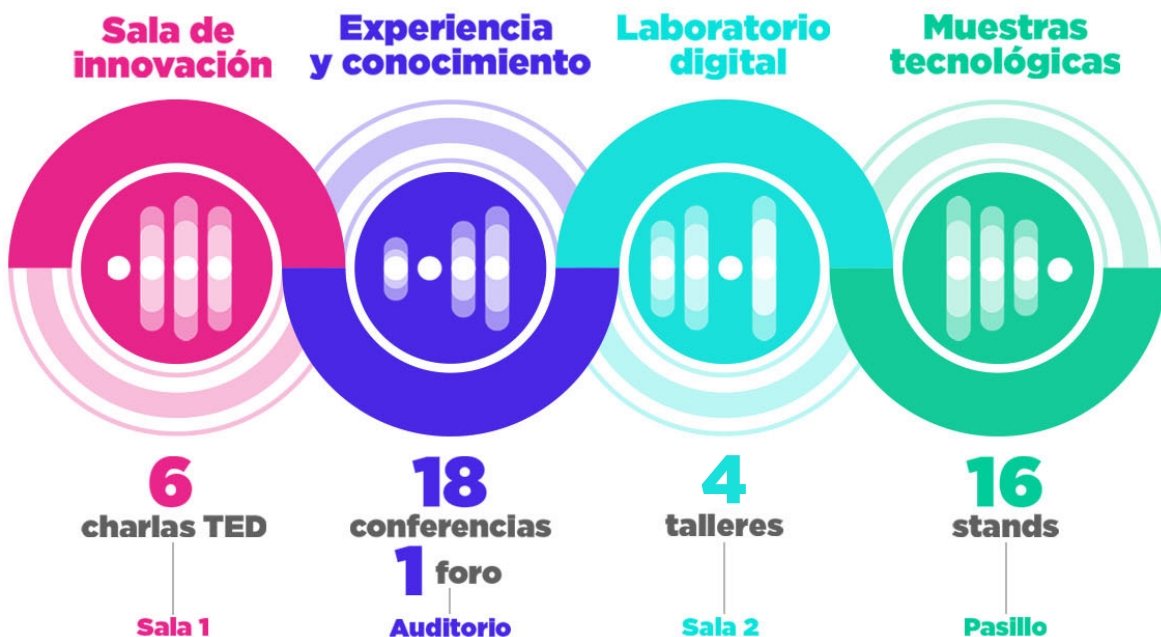 Sala de
innovación
Experiencia
y conocimiento
Laboratorio
digital
Muestras
tecnológicas
6
charlas TED
Sala 1
18
conferencias
1 foro
Auditorio
4
talleres
Sala 2
16
stands
Pasillo